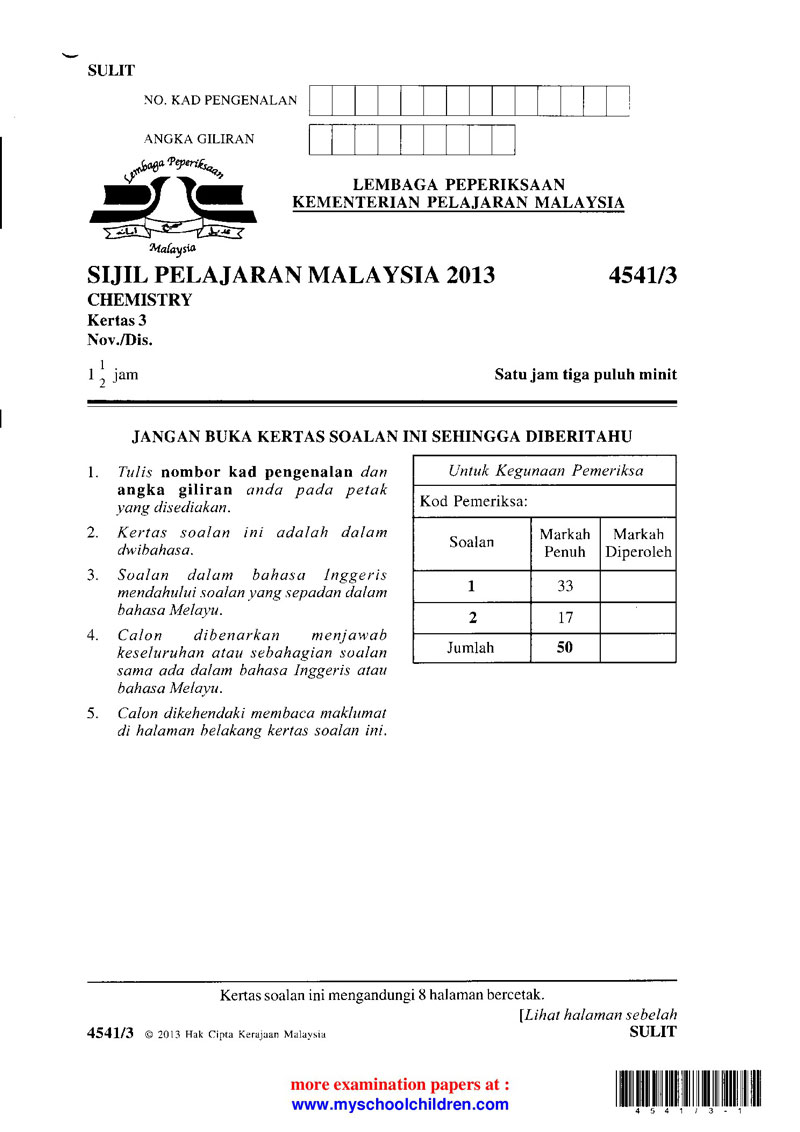 SULIT
NO. KAD PENGENALAN
ANGKA GILIRAN
Lembaga Peperiksaan
Malaysia
LEMBAGA PEPERIKSAAN
KEMENTERIAN PELAJARAN MALAYSIA
SIJIL PELAJARAN MALAYSIA 2013 4541/3
CHEMISTRY
Kertas 3
Nov./Dis.
1 1/2 jam Satu jam tiga puluh minit
JANGAN BUKA KERTAS SOALAN INI SEHINGGA DIBERITAHU
1. Tulis nombor kad pengenalan dan
angka giliran anda pada petak
yang disediakan.
2. Kertas soalan ini adalah dalam
dwibahasa.
3. Soalan dalam bahasa Inggeris
mendahului soalan yang sepadan dalam
bahasa Melayu.
4. Calon dibenarkan menjawab
keseluruhan atau sebahagian soalan
sama ada dalam bahasa Inggeris atau
bahasa Melayu.
5. Calon dikehendaki membaca maklumat
di halaman belakang kertas soalan ini.
Untuk Kegunaan Pemeriksa
Kod Pemeriksa:
Soalan Markah Penuh Markah Diperoleh
1 33
2 17
Jumlah 50
Kertas soalan ini mengandungi 8 halaman bercetak.
[Lihat halaman sebelah
4541/3 © 2013 Hak Cipta Kerajaan Malaysia SULIT
more examination papers at :
www.myschoolchildren.com
4 5 4 1 / 3 - 1